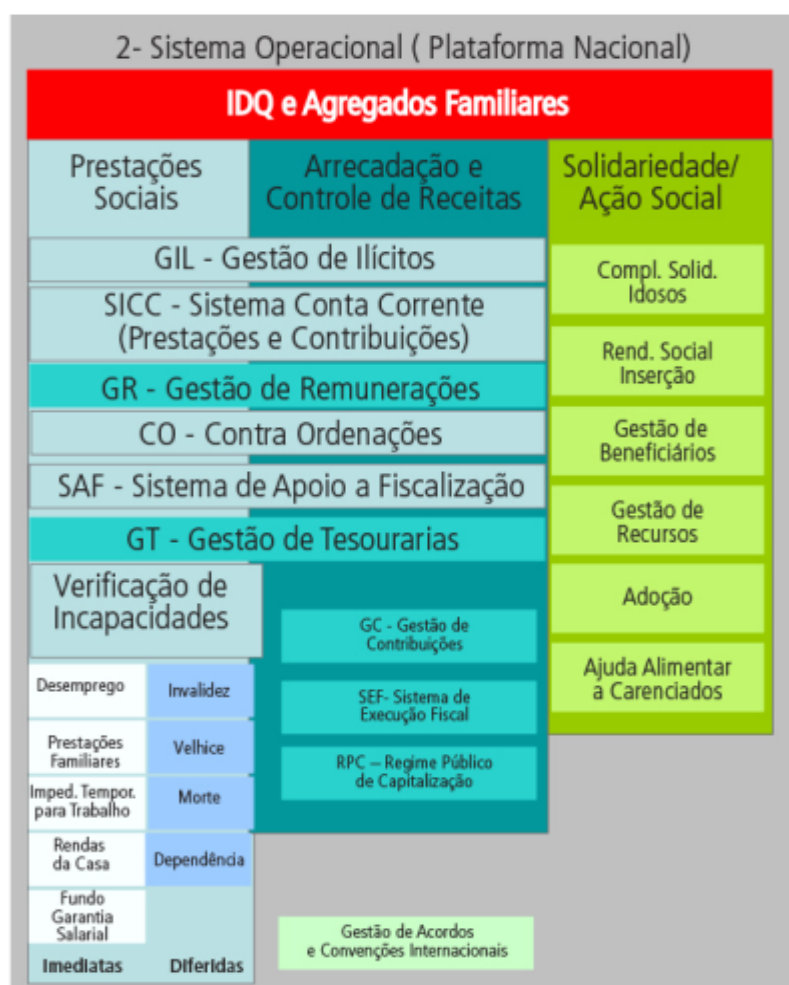 2- Sistema Operacional ( Plataforma Nacional)
IDQ e Agregados Familiares
Prestações
Sociais
Arrecadação e
Controle de Receitas
Solidariedade/
Ação Social
GIL - Gestão de Ilícitos
SICC - Sistema Conta Corrente
(Prestações e Contribuições)
GR - Gestão de Remunerações
CO - Contra Ordenações
SAF - Sistema de Apoio a Fiscalização
GT - Gestão de Tesourarias
Verificação de
Incapacidades
Desemprego
Invalidez
Prestações
Familiares
Velhice
Imped. Tempor.
para Trabalho
Morte
Rendas
da Casa
Dependência
Fundo
Garantia
Salarial
Imediatas
Diferidas
GC - Gestão de
Contribuições
SEF- Sistema de
Execução Fiscal
RPC – Regime Público
de Capitalização
Compl. Solid.
Idosos
Rend. Social
Inserção
Gestão de
Beneficiários
Gestão de
Recursos
Adoção
Ajuda Alimentar
a Carenciados
Gestão de Acordos
e Convenções Internacionais